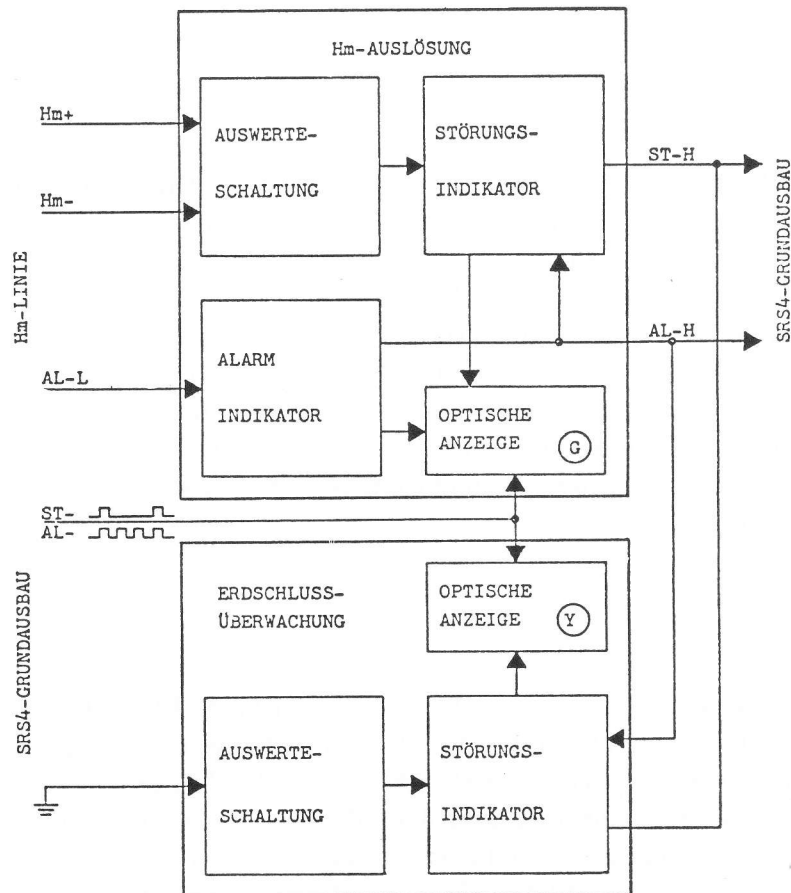 Hm-AUSLÖSUNG
Hm+
AUSWERTE-
SCHALTUNG
STÖRUNGS-
INDIKATOR
ST-H
Hm-
Hm-LINIE
SRS4-GRUNDAUSBAU
AL-H
AL-L
ALARM
INDIKATOR
OPTISCHE
ANZEIGE
G
ST-
AL-
SRS4-GRUNDAUSBAU
ERDSCHLUSS-
ÜBERWACHUNG
OPTISCHE
ANZEIGE
Y
AUSWERTE-
SCHALTUNG
STÖRUNGS-
INDIKATOR